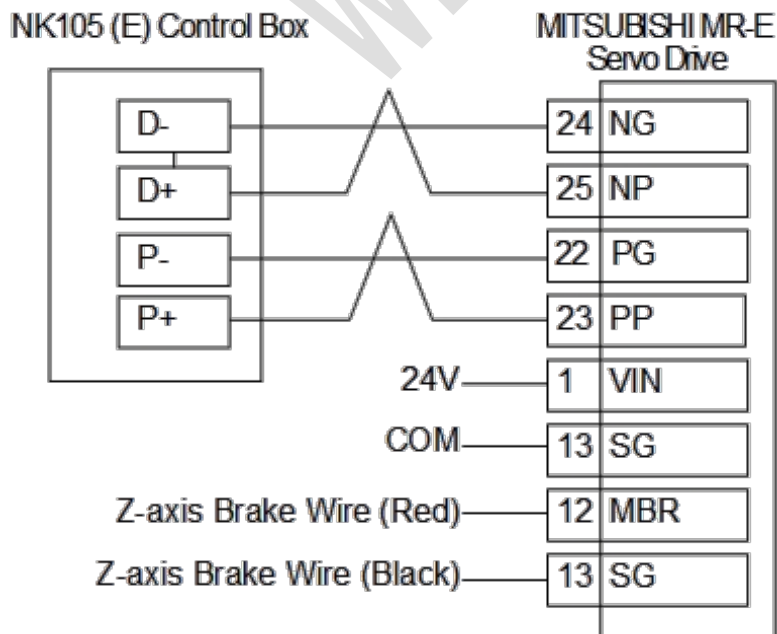 NK105 (E) Control Box
MITSUBISHI MR-E
Servo Drive
D- 24 NG
D+ 25 NP
P- 22 PG
P+ 23 PP
24V 1 VIN
COM 13 SG
Z-axis Brake Wire (Red) 12 MBR
Z-axis Brake Wire (Black) 13 SG